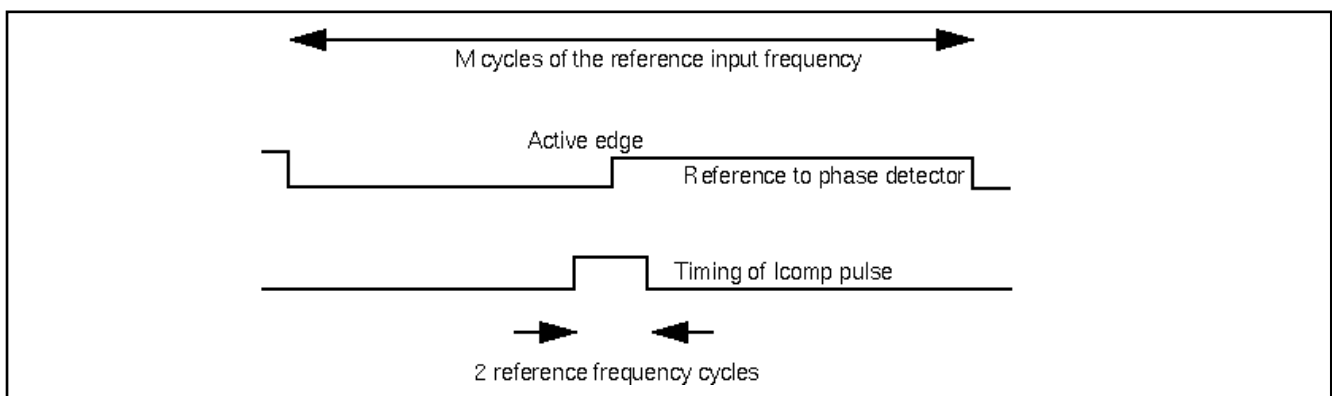 M cycles of the reference input frequency
Active edge
Reference to phase detector
Timing of Icomp pulse
2 reference frequency cycles